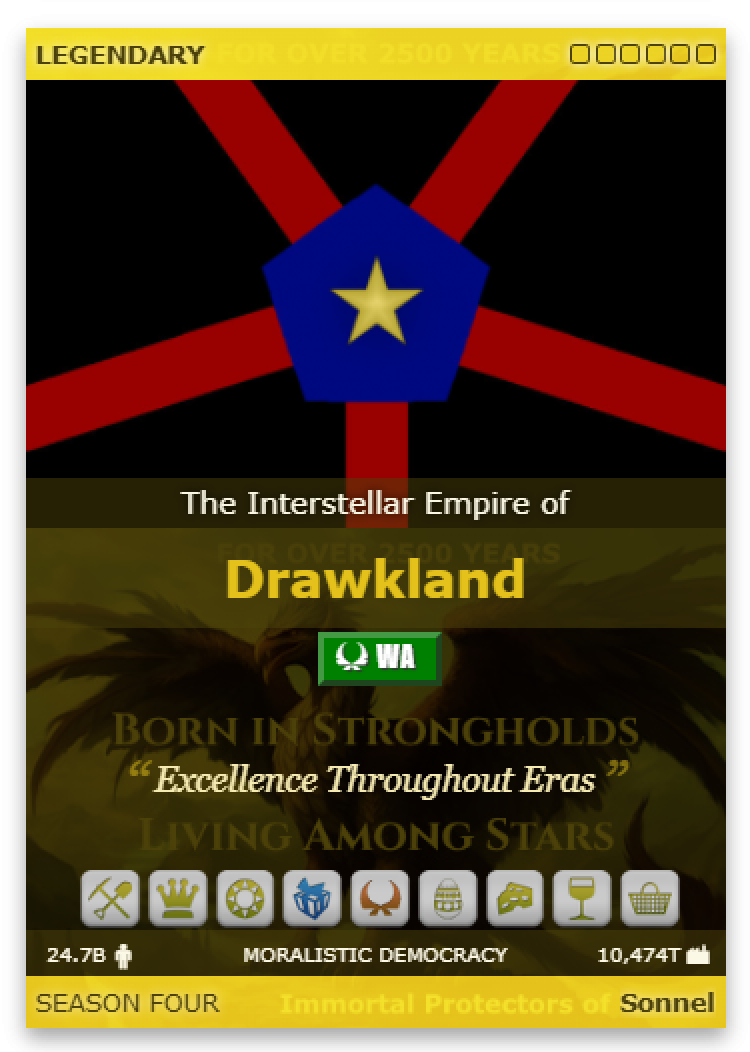 LEGENDARY FOR OVER 2500 YEARS
The Interstellar Empire of
FOR OVER 2500 YEARS
Drawkland
WA
BORN IN STRONGHOLDS
“Excellence Throughout Eras”
LIVING AMONG STARS
24.7B MORALISTIC DEMOCRACY 10,474T
SEASON FOUR Immortal Protectors of Sonnel